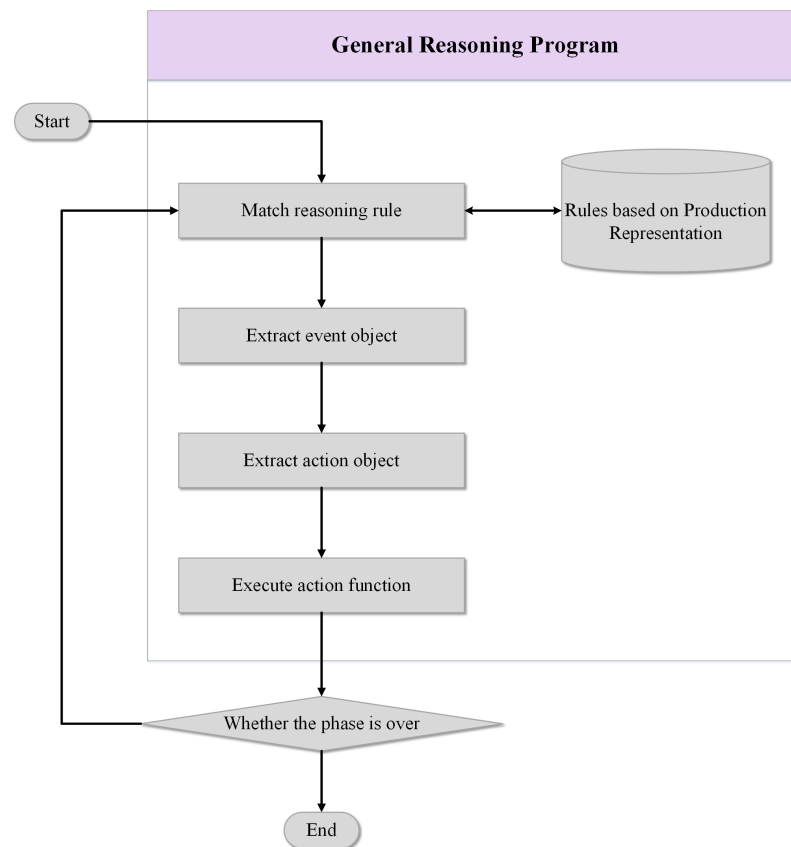 General Reasoning Program
Start
Match reasoning rule
Rules based on Production
Representation
Extract event object
Extract action object
Execute action function
Whether the phase is over
End